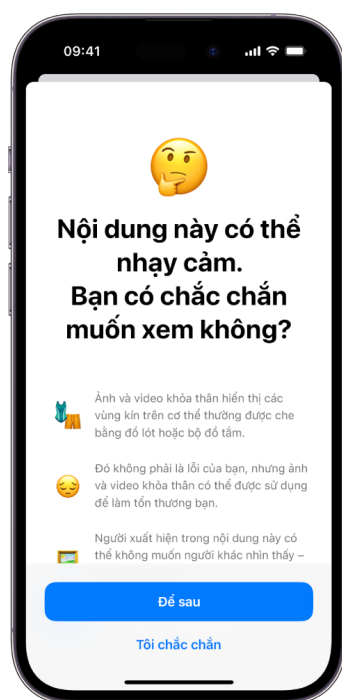 09:41
Nội dung này có thể
nhạy cảm.
Bạn có chắc chắn
muốn xem không?
Ảnh và video khỏa thân hiển thị các
vùng kín trên cơ thể thường được che
bằng đồ lót hoặc bộ đồ tắm.
Đó không phải là lỗi của bạn, nhưng ảnh
và video khỏa thân có thể được sử dụng
để làm tổn thương bạn.
Người xuất hiện trong nội dung này có
thể không muốn người khác nhìn thấy –
Để sau
Tôi chắc chắn